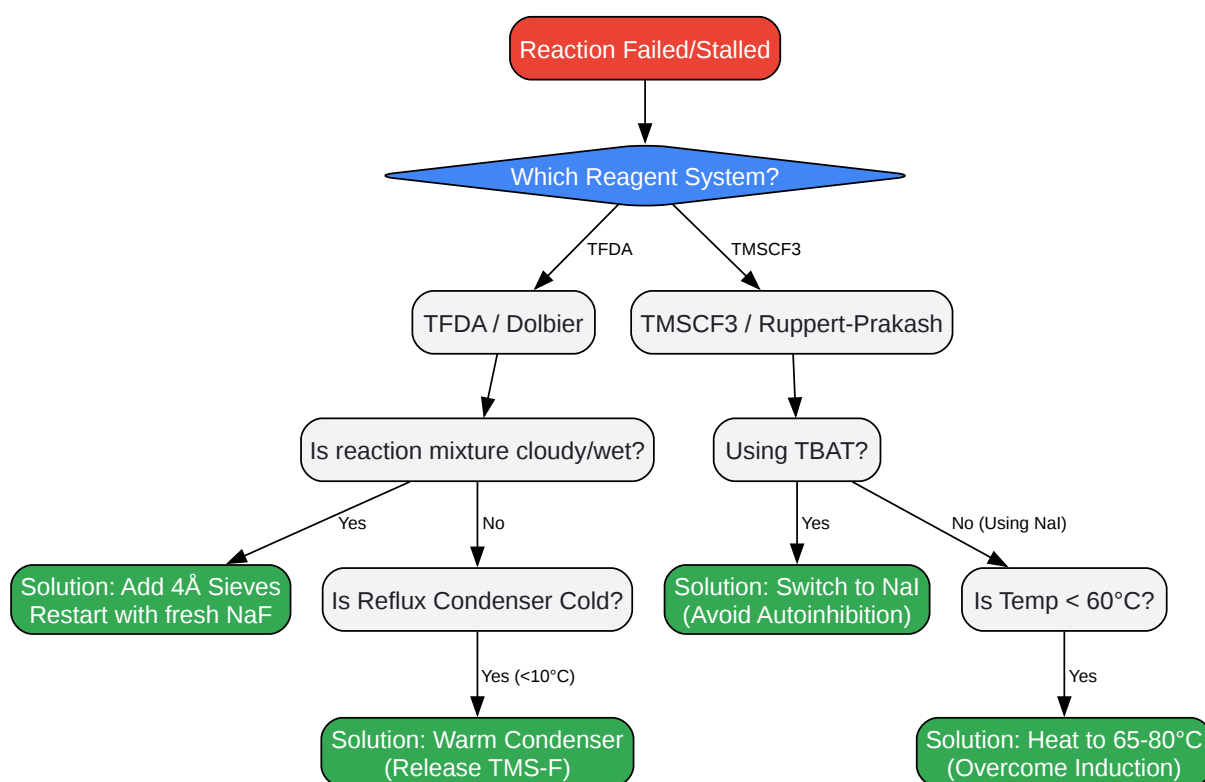 Reaction Failed/Stalled
Which Reagent System?
TFDA
TMSCF3
TFDA / Dolbier
TMSCF3 / Ruppert-Prakash
Is reaction mixture cloudy/wet?
Using TBAT?
Yes
No
Yes
No (Using NaI)
Solution: Add 4Å Sieves
Restart with fresh NaF
Is Reflux Condenser Cold?
Solution: Switch to NaI
(Avoid Autoinhibition)
Is Temp < 60°C?
Yes (<10°C)
Yes
Solution: Warm Condenser
(Release TMS-F)
Solution: Heat to 65-80°C
(Overcome Induction)